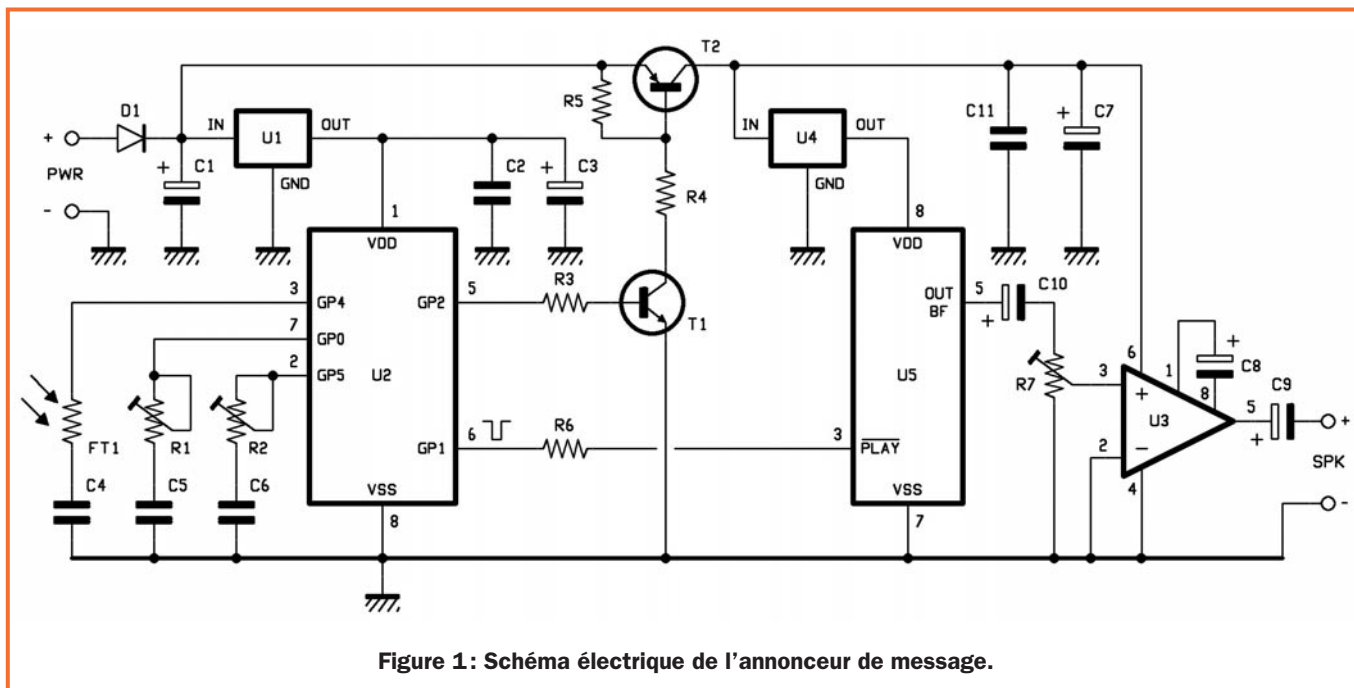 T2
D1
R5
C11
C7
+
IN
U1
OUT
IN
U4
OUT
+
PWR
+
C1
C2
+
C3
GND
R4
GND
-
1
8
VDD
VDD
3
GP4
GP2
5
R3
T1
OUT
BF
5
C10
+
7
GP0
2
GP5
U2
U5
R7
3
+
6
1
+
C8
8
C9
5
+
+
U3
SPK
FT1
R1
R2
GP1
6
R6
3
PLAY
2
-
4
-
C4
C5
C6
VSS
8
VSS
7
Figure 1: Schéma électrique de l'annonceur de message.